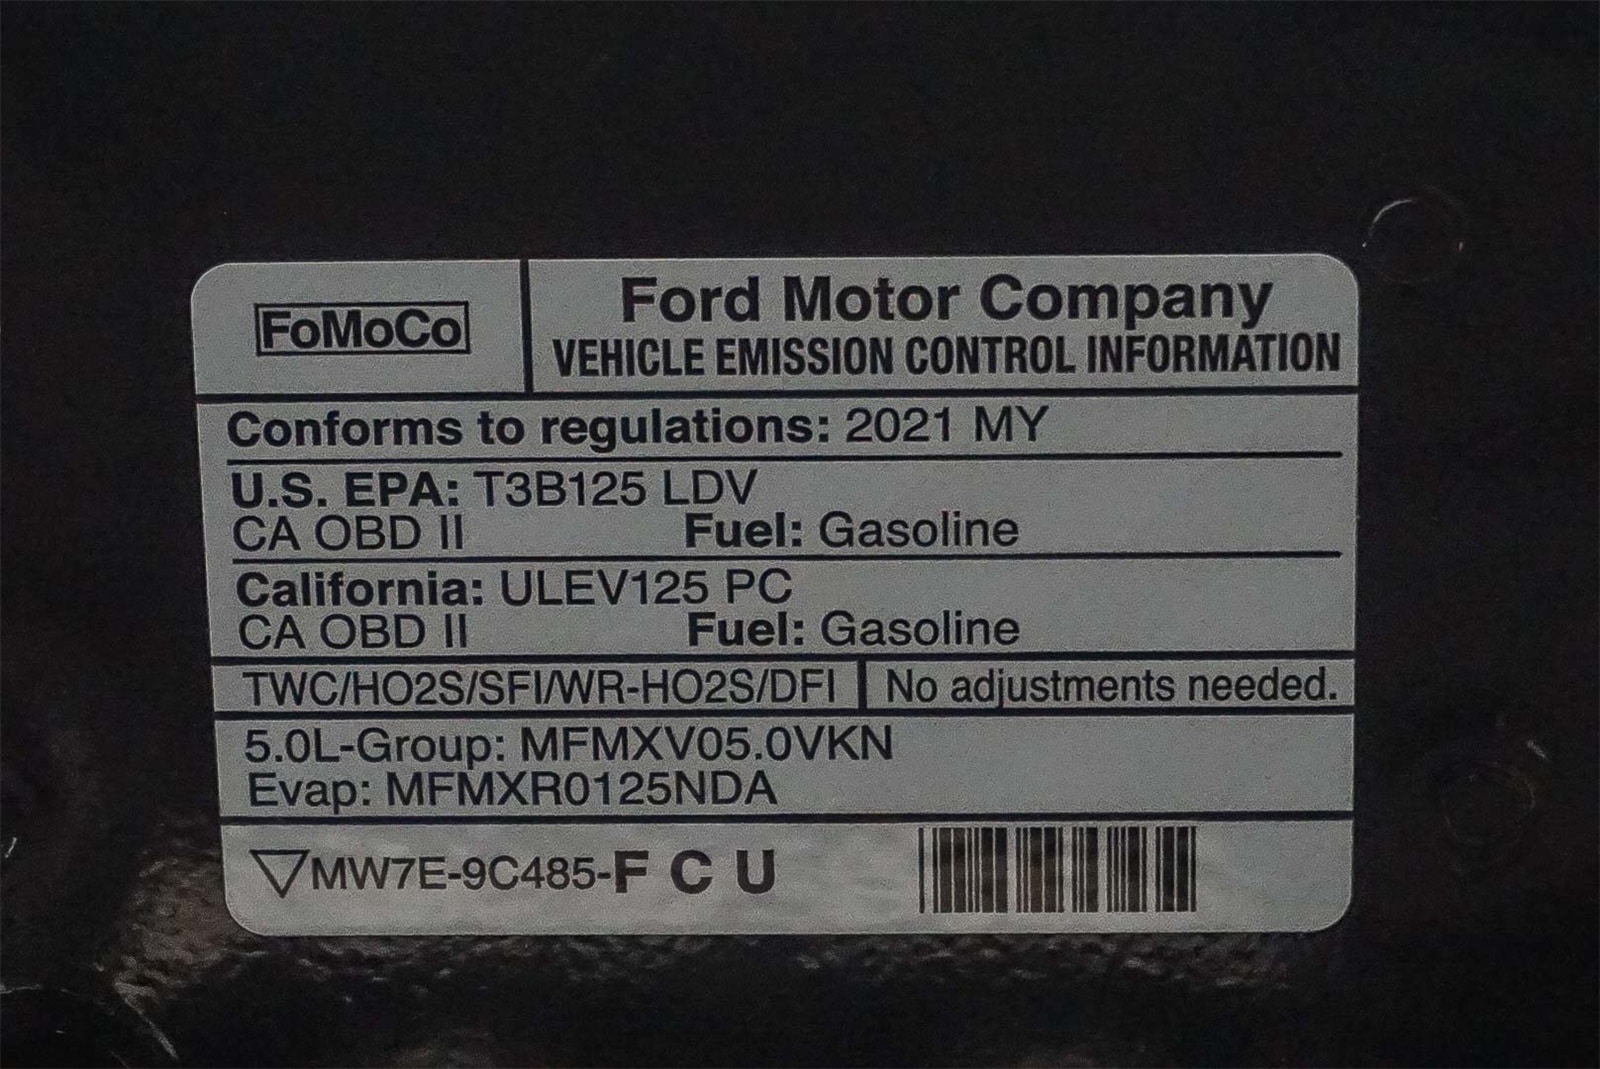 FoMoCo
Ford Motor Company
VEHICLE EMISSION CONTROL INFORMATION
Conforms to regulations: 2021 MY
U.S. EPA: T3B125 LDV
CA OBD II Fuel: Gasoline
California: ULEV125 PC
CA OBD II Fuel: Gasoline
TWC/HO2S/SFI/WR-HO2S/DFI No adjustments needed.
5.0L-Group: MFMXV05.0VKN
Evap: MFMXR0125NDA
MW7E-9C485-F C U